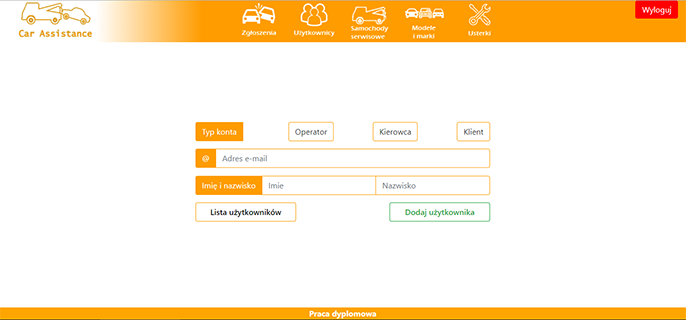 Car Assistance
Zgłoszenia
Użytkownicy
Samochody
serwisowe
Modele
i marki
Usterki
Wyloguj
Typ konta
Operator
Kierowca
Klient
@ Adres e-mail
Imię i nazwisko Imie Nazwisko
Lista użytkowników
Dodaj użytkownika
Praca dyplomowa